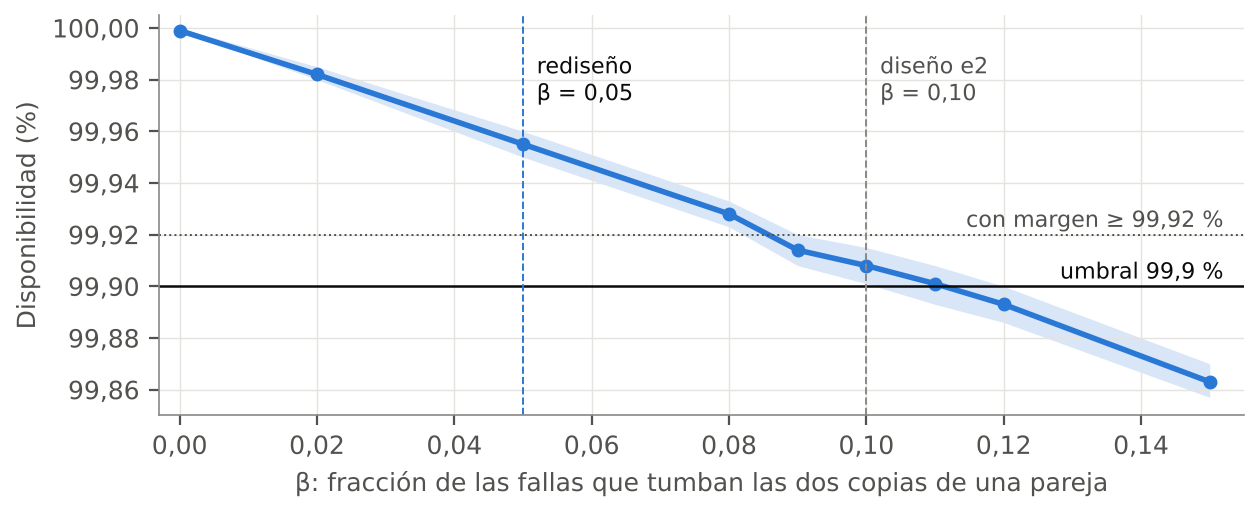 100,00
99,98
99,96
99,94
99,92
99,90
99,88
99,86
Disponibilidad (%)
rediseño
β = 0,05
diseño e2
β = 0,10
con margen ≥ 99,92 %
umbral 99,9 %
0,00 0,02 0,04 0,06 0,08 0,10 0,12 0,14
β: fracción de las fallas que tumban las dos copias de una pareja